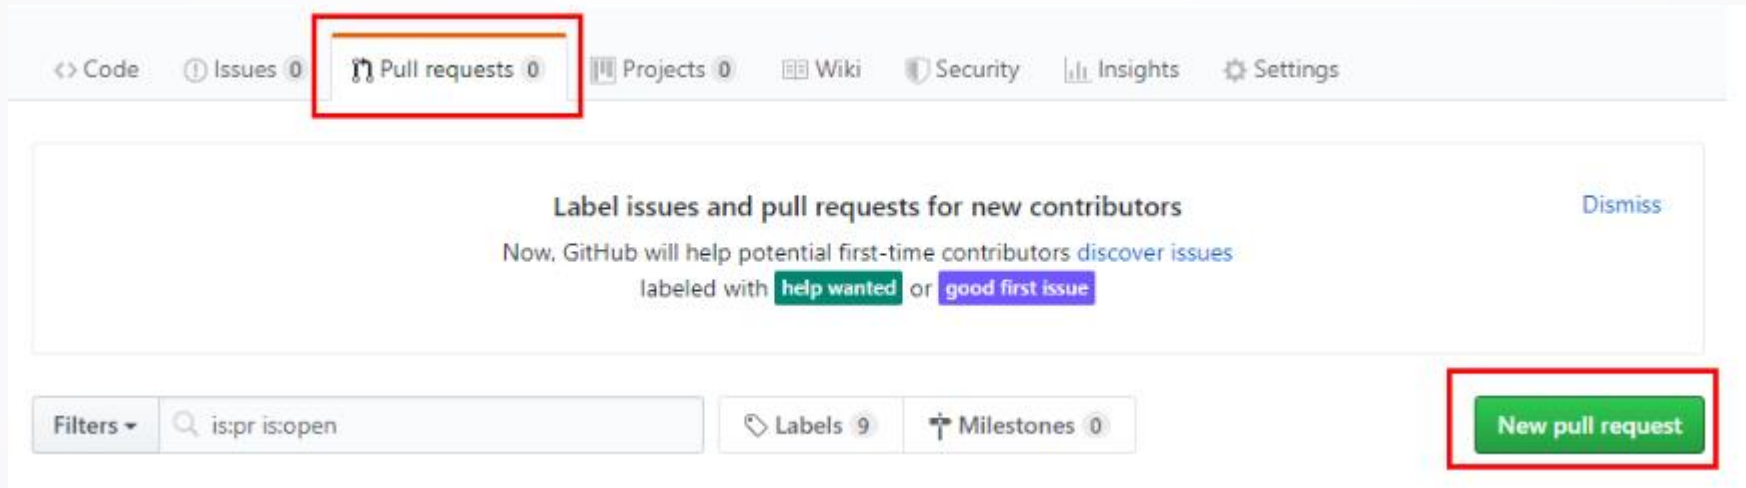 Code Issues 0 Pull requests 0 Projects 0 Wiki Security Insights Settings
Label issues and pull requests for new contributors
Dismiss
Now, GitHub will help potential first-time contributors discover issues
labeled with help wanted or good first issue
Filters is:pr is:open Labels 9 Milestones 0 New pull request